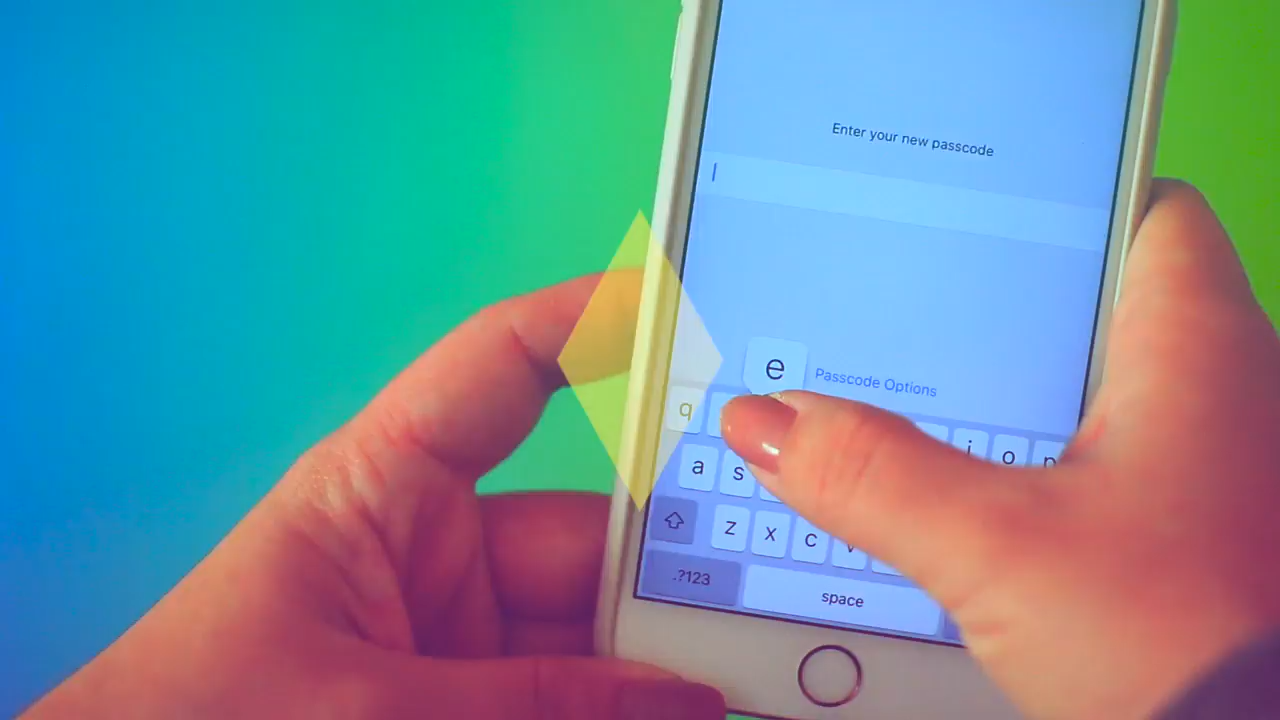 Enter your new passcode
e
Passcode Options
q i o p
a s
z x c v
.?123 space